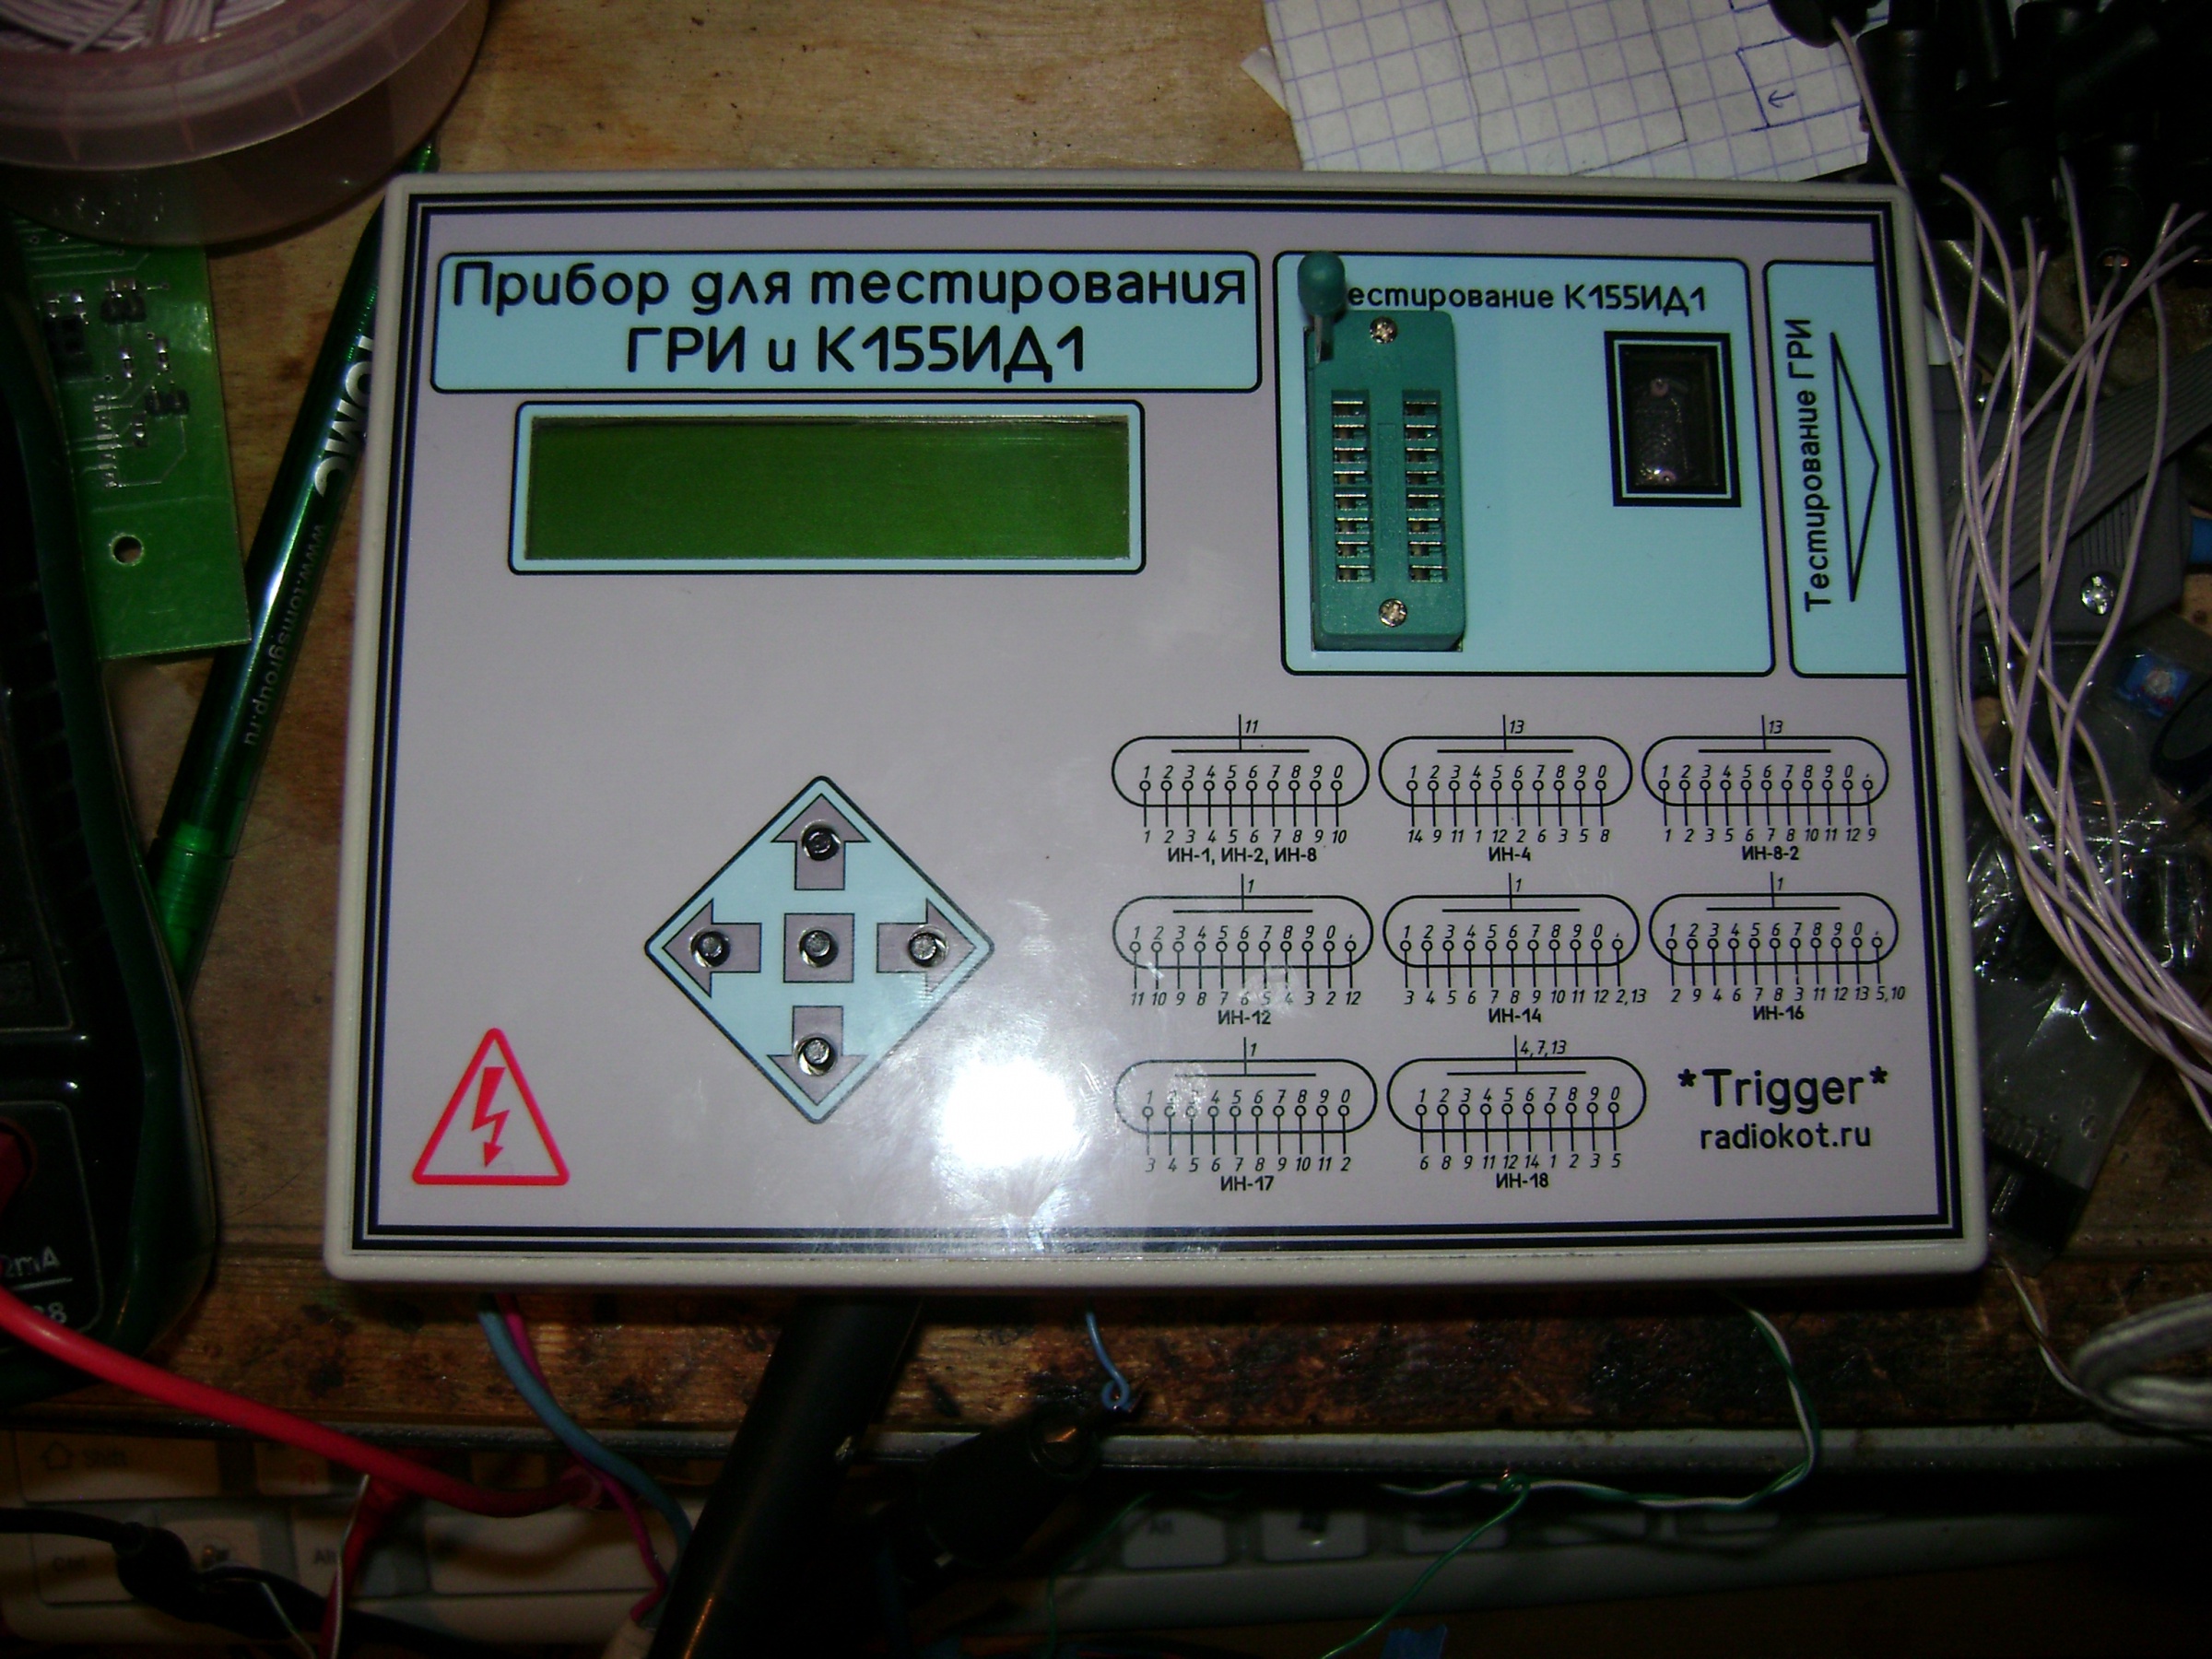 Прибор для тестирования
ГРИ и К155ИД1
естирование К155ИД1
Тестирование ГРИ
11
1 2 3 4 5 6 7 8 9 0
1 2 3 4 5 6 7 8 9 10
ИН-1, ИН-2, ИН-8
13
1 2 3 4 5 6 7 8 9 0
14 9 11 1 12 2 6 3 5 8
ИН-4
13
1 2 3 4 5 6 7 8 9 0 ,
1 2 3 5 6 7 8 10 11 12 9
ИН-8-2
1
1 2 3 4 5 6 7 8 9 0 ,
11 10 9 8 7 6 5 4 3 2 12
ИН-12
1
1 2 3 4 5 6 7 8 9 0 ,
3 4 5 6 7 8 9 10 11 12 2,13
ИН-14
1
1 2 3 4 5 6 7 8 9 0 ,
2 9 4 6 7 8 3 11 12 13 5,10
ИН-16
1
1 2 3 4 5 6 7 8 9 0
3 4 5 6 7 8 9 10 11 2
ИН-17
4,7,13
1 2 3 4 5 6 7 8 9 0
6 8 9 11 12 14 1 2 3 5
ИН-18
*Trigger*
radiokot.ru
www.tomsgroup.ru
Shift
Alt